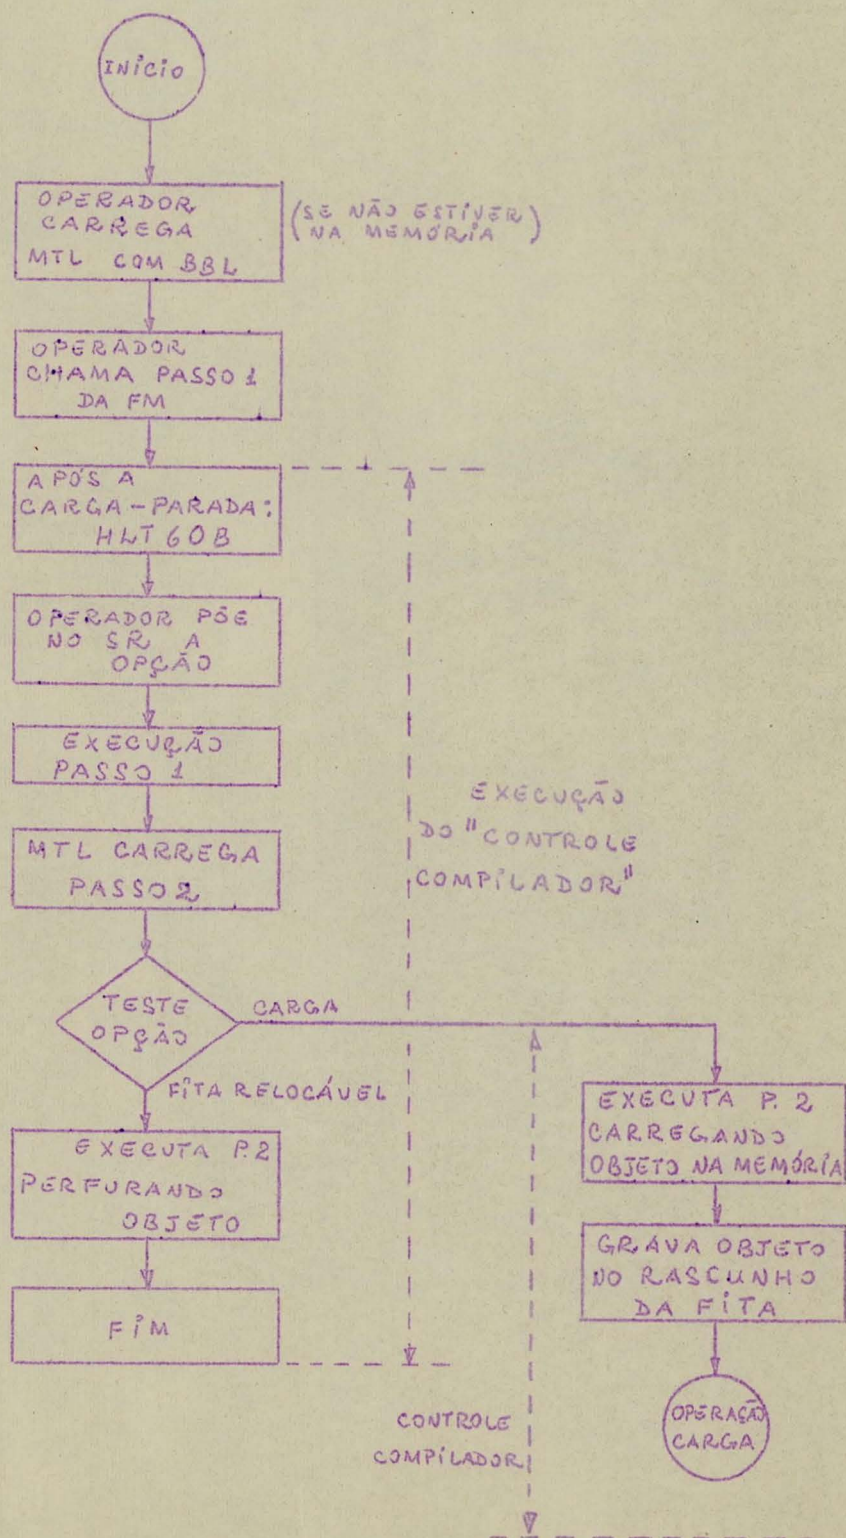 INÍCIO
OPERADOR
CARREGA
MTL COM BBL
(SE NÃO ESTIVER
NA MEMÓRIA)
OPERADOR
CHAMA PASSO 1
DA FM
APÓS A
CARGA-PARADA:
HLT 60B
OPERADOR PÕE
NO SR A
OPÇÃO
EXECUÇÃO
PASSO 1
MTL CARREGA
PASSO 2
EXECUÇÃO
DO "CONTROLE
COMPILADOR"
TESTE
OPÇÃO
CARGA
FITA RELOCÁVEL
EXECUTA P.2
PERFURANDO
OBJETO
FIM
EXECUTA P. 2
CARREGANDO
OBJETO NA MEMÓRIA
GRAVA OBJETO
NO RASCUNHO
DA FITA
OPERAÇÃO
CARGA
CONTROLE
COMPILADOR